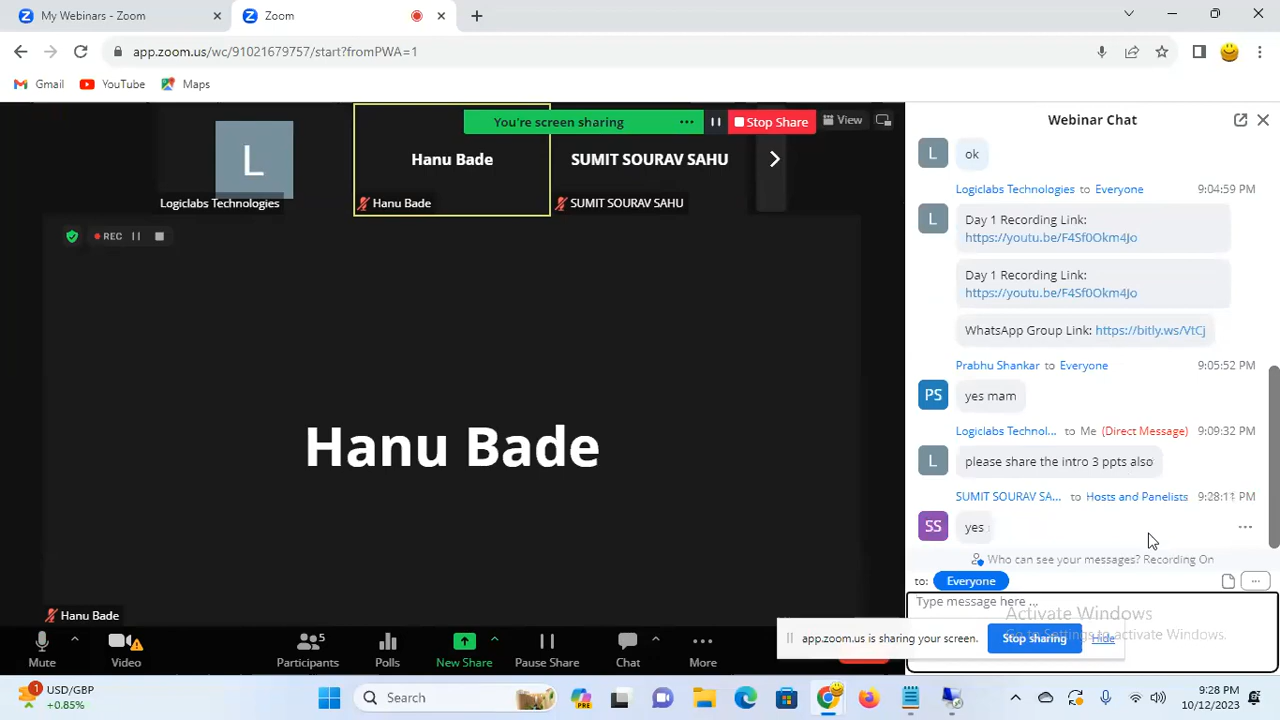 My Webinars - Zoom
Zoom
app.zoom.us/wc/91021679757/start?fromPWA=1
Gmail
YouTube
Maps
You're screen sharing
Stop Share
View
L
Hanu Bade
SUMIT SOURAV SAHU
Logiclabs Technologies
Hanu Bade
SUMIT SOURAV SAHU
REC
Hanu Bade
Hanu Bade
Webinar Chat
L
ok
Logiclabs Technologies to Everyone 9:04:59 PM
L
Day 1 Recording Link:
https://youtu.be/F4Sf0Okm4Jo
Day 1 Recording Link:
https://youtu.be/F4Sf0Okm4Jo
WhatsApp Group Link: https://bitly.ws/VtCj
Prabhu Shankar to Everyone 9:05:52 PM
PS
yes mam
Logiclabs Technol... to Me (Direct Message) 9:09:32 PM
L
please share the intro 3 ppts also
SUMIT SOURAV SA... to Hosts and Panelists 9:28:11 PM
SS
yes
Who can see your messages? Recording On
to: Everyone
Type message here ...
Activate Windows
Go to Settings to activate Windows.
app.zoom.us is sharing your screen.
Stop sharing
Hide
Mute
Video
5
Participants
Polls
New Share
Pause Share
Chat
More
1
USD/GBP
+0.85%
Search
PRE
9:28 PM
10/12/2023